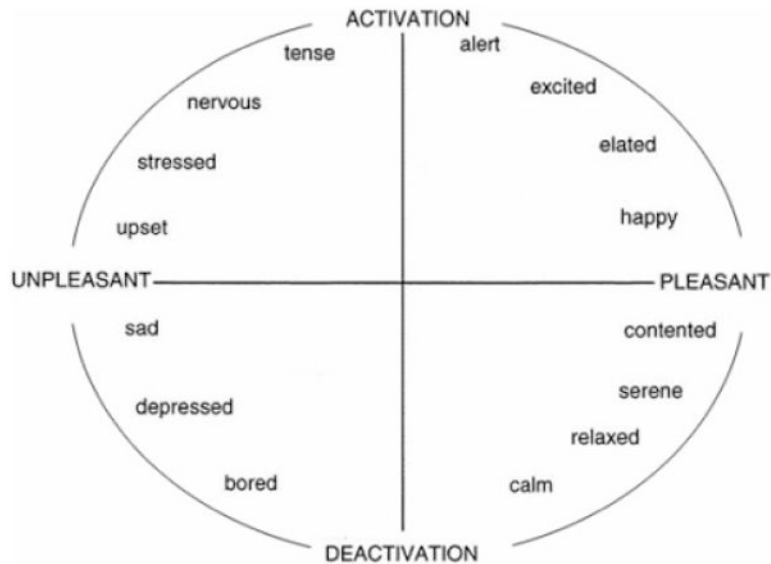 ACTIVATION
tense
alert
nervous
excited
stressed
elated
upset
happy
UNPLEASANT
PLEASANT
sad
contented
depressed
serene
relaxed
bored
calm
DEACTIVATION